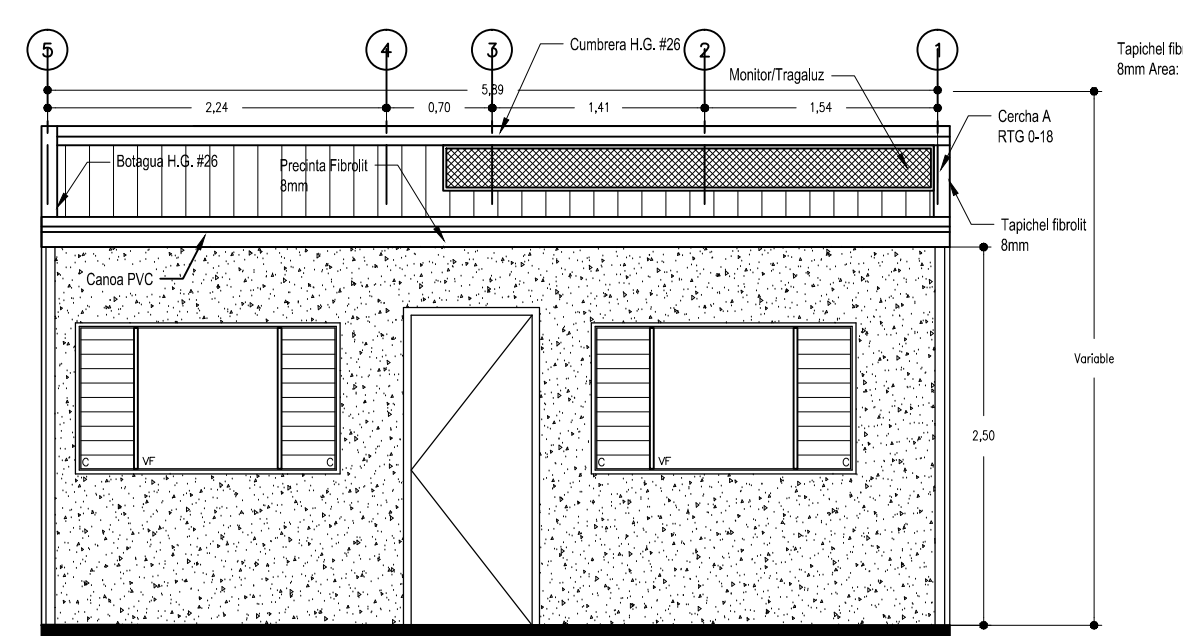 5
4
3
2
1
Cumbrera H.G. #26
Tapichel fibr
8mm Area:
Monitor/Tragaluz
5,89
2,24
0,70
1,41
1,54
Cercha A
RTG 0-18
Botagua H.G. #26
Precinta Fibrolit
8mm
Tapichel fibrolit
8mm
Canoa PVC
Variable
2,50
C
VF
C
C
VF
C